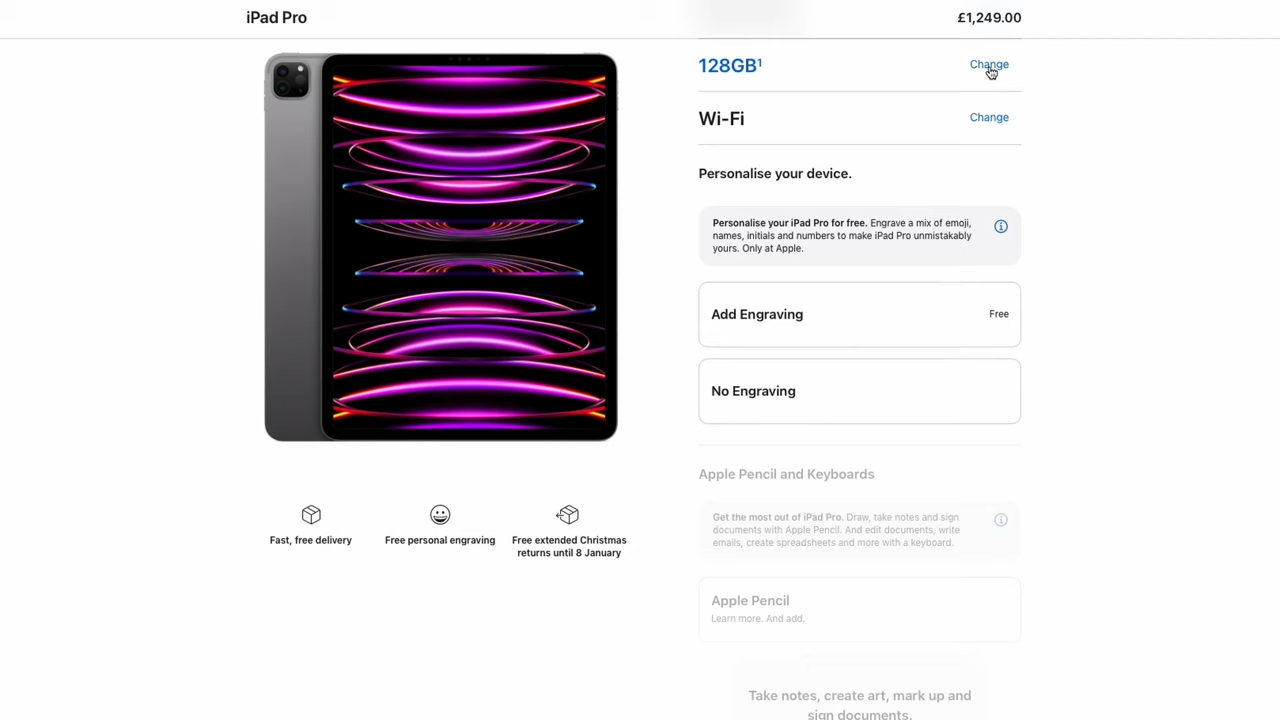 iPad Pro
£1,249.00
128GB¹
Change
Wi-Fi
Change
Personalise your device.
Personalise your iPad Pro for free. Engrave a mix of emoji,
names, initials and numbers to make iPad Pro unmistakably
yours. Only at Apple.
Add Engraving
Free
No Engraving
Apple Pencil and Keyboards
Get the most out of iPad Pro. Draw, take notes and sign
documents with Apple Pencil. And edit documents, write
emails, create spreadsheets and more with a keyboard.
Apple Pencil
Learn more. And add.
Take notes, create art, mark up and
sign documents.
Fast, free delivery
Free personal engraving
Free extended Christmas
returns until 8 January